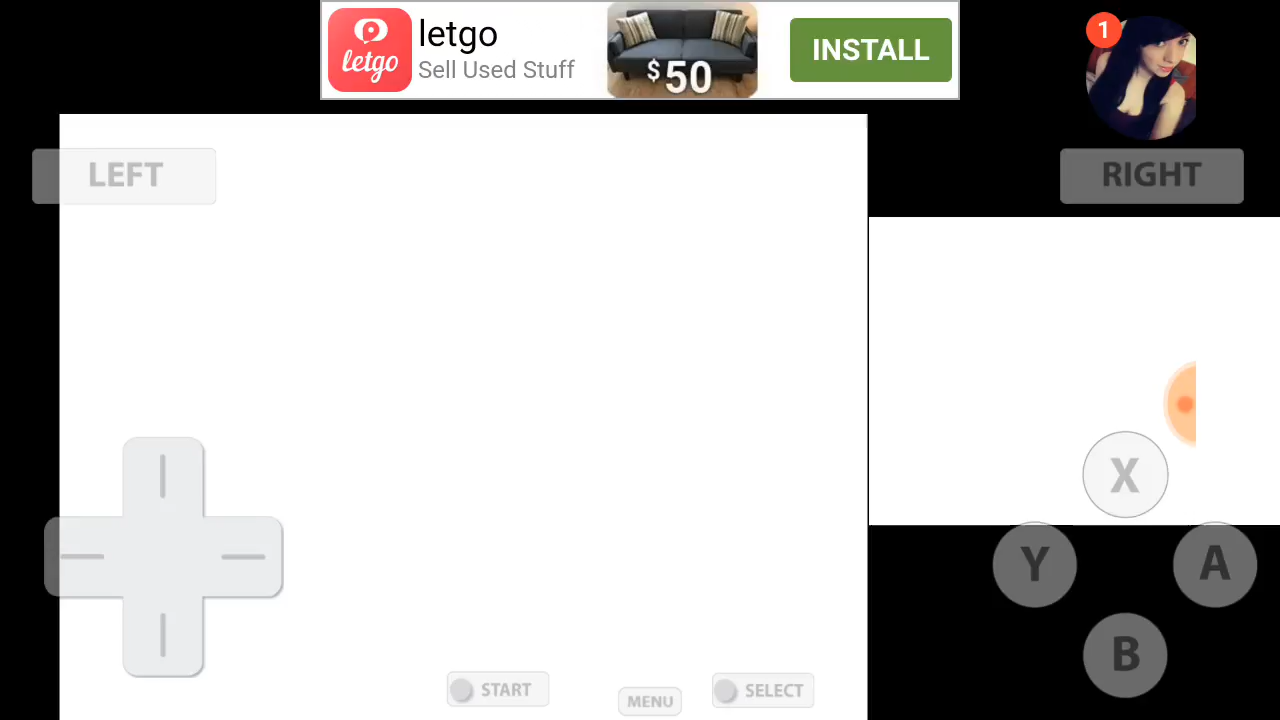 letgo
letgo
Sell Used Stuff
$50
INSTALL
1
LEFT
RIGHT
X
Y
A
B
START
MENU
SELECT